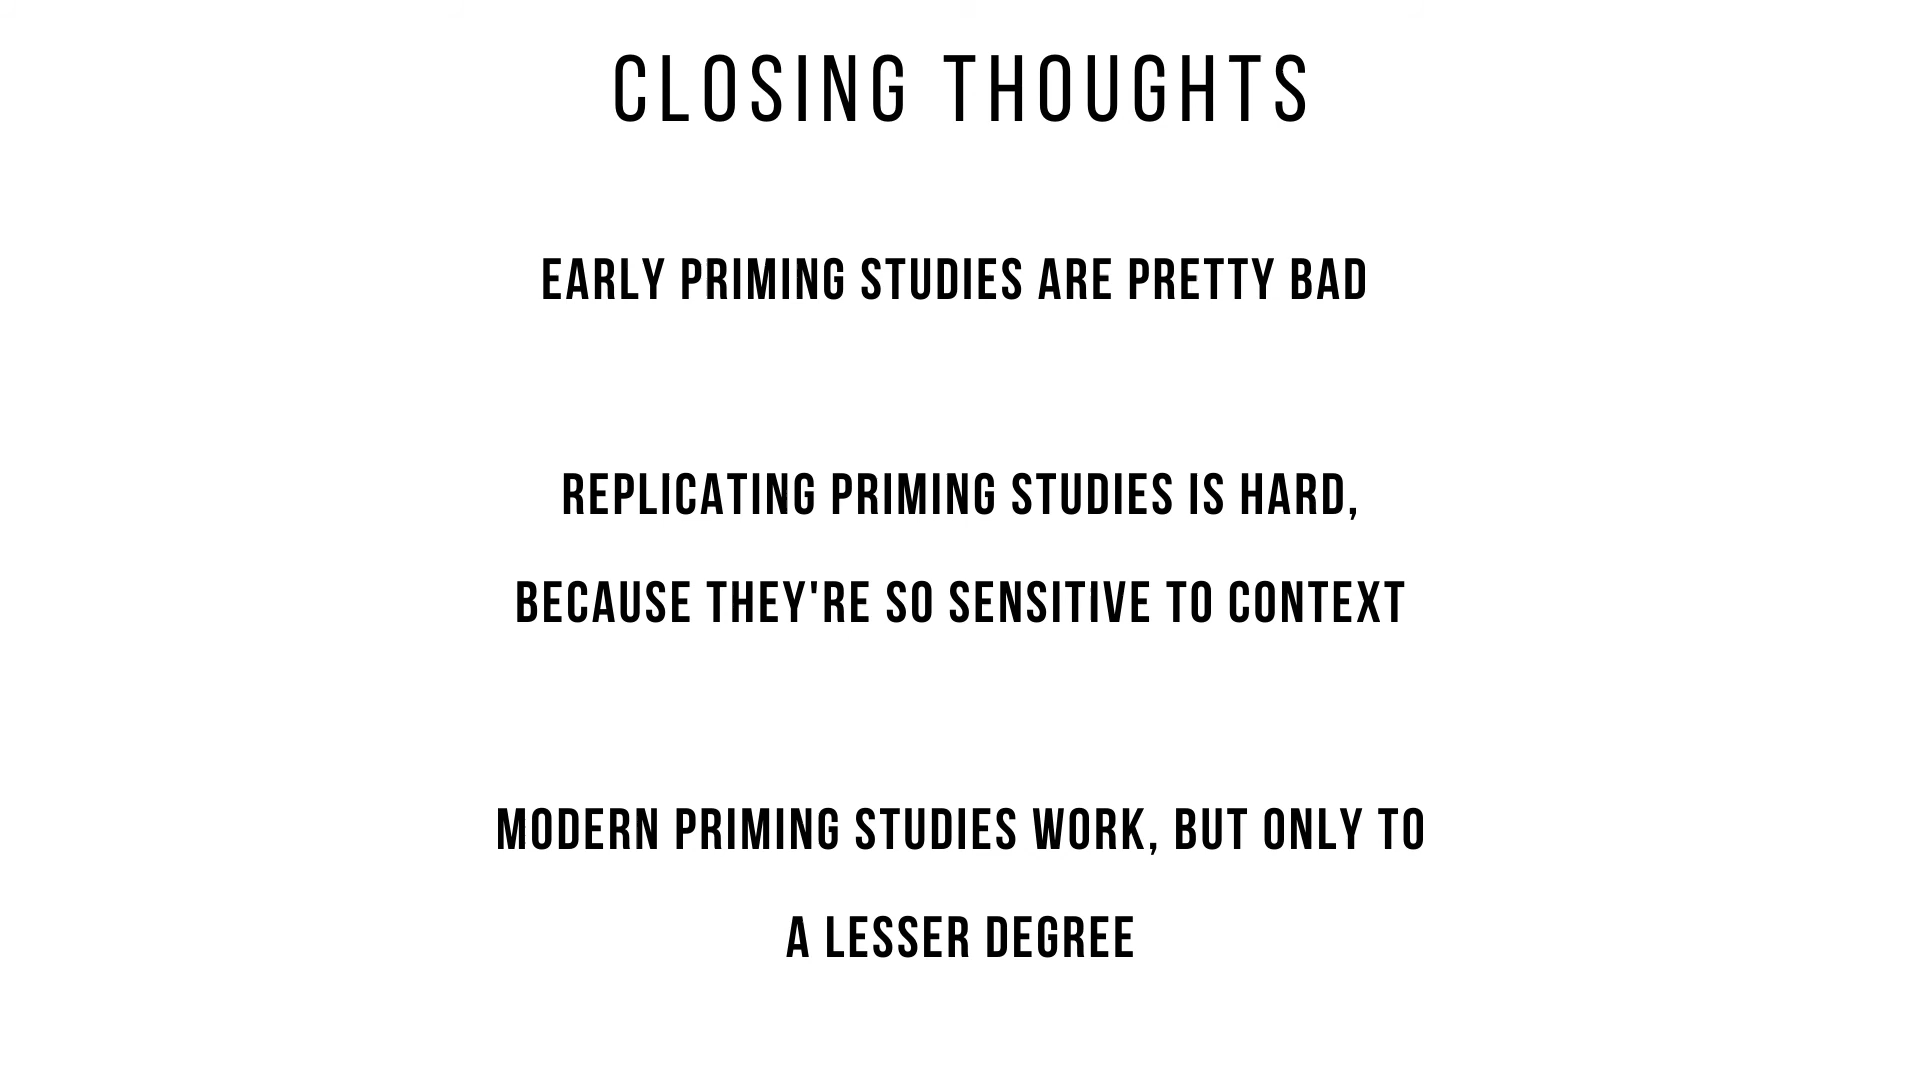 CLOSING THOUGHTS
EARLY PRIMING STUDIES ARE PRETTY BAD
REPLICATING PRIMING STUDIES IS HARD,
BECAUSE THEY'RE SO SENSITIVE TO CONTEXT
MODERN PRIMING STUDIES WORK, BUT ONLY TO
A LESSER DEGREE